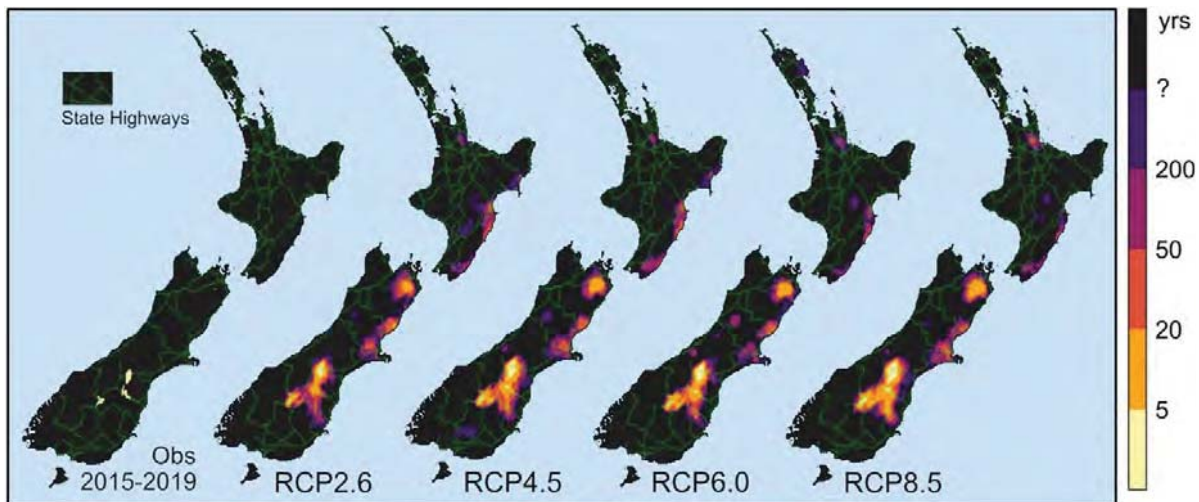 State Highways
Obs
2015-2019
RCP2.6
RCP4.5
RCP6.0
RCP8.5
yrs
?
200
50
20
5